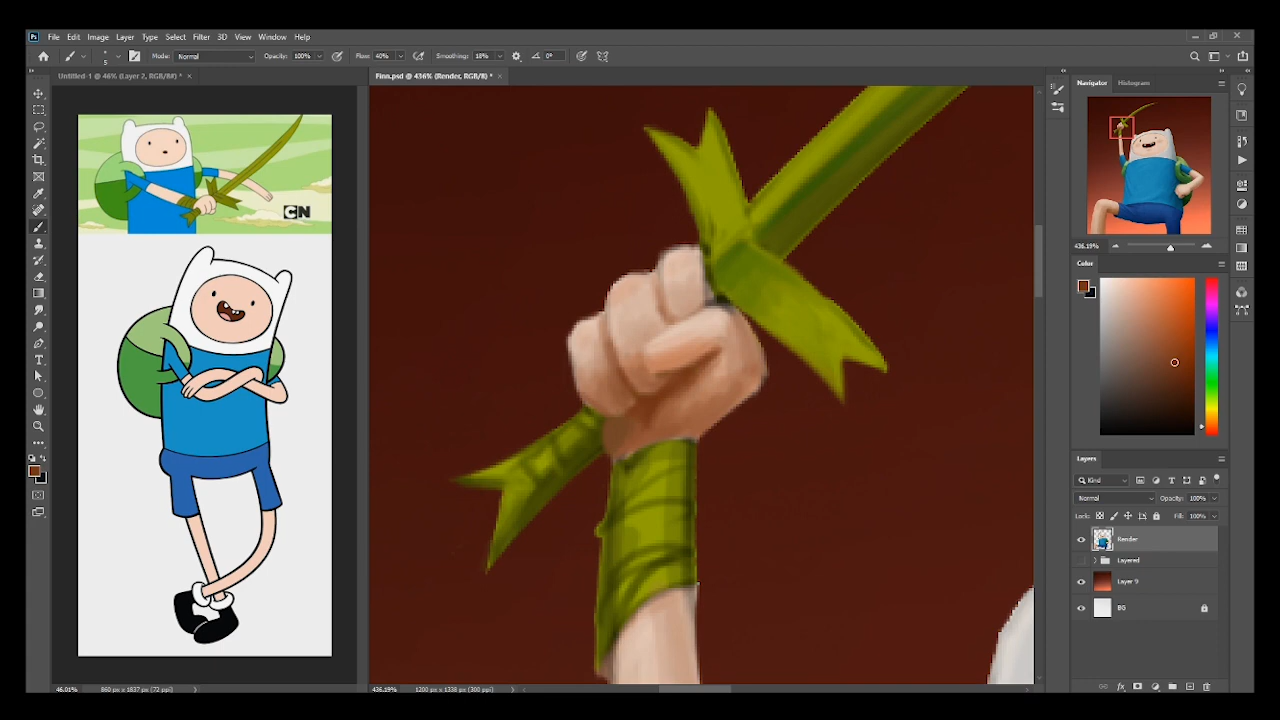 Ps File Edit Image Layer Type Select Filter 3D View Window Help
5 Mode: Normal Opacity: 100% Flow: 40% Smoothing: 18% 0°
Untitled-1 @ 46% (Layer 2, RGB/8#) * ×
Finn.psd @ 436% (Render, RGB/8) * ×
Navigator Histogram
CN
436.19%
Color
Layers
Kind
Normal Opacity: 100%
Lock: Fill: 100%
Render
Layered
Layer 9
BG
46.01% 860 px x 1837 px (72 ppi)
436.19% 1200 px x 1338 px (300 ppi)